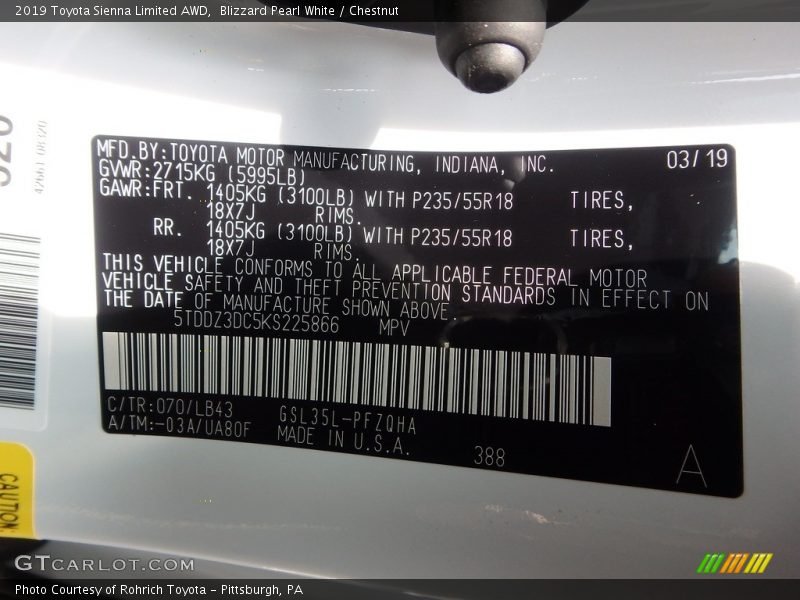 2019 Toyota Sienna Limited AWD,  Blizzard Pearl White / Chestnut
MFD.BY:TOYOTA MOTOR MANUFACTURING, INDIANA, INC. 03/19
GVWR:2715KG (5995LB)
GAWR:FRT. 1405KG (3100LB) WITH P235/55R18 TIRES,
18X7J RIMS.
RR. 1405KG (3100LB) WITH P235/55R18 TIRES,
18X7J RIMS.
THIS VEHICLE CONFORMS TO ALL APPLICABLE FEDERAL MOTOR
VEHICLE SAFETY AND THEFT PREVENTION STANDARDS IN EFFECT ON
THE DATE OF MANUFACTURE SHOWN ABOVE.
5TDDZ3DC5KS225866 MPV
C/TR:070/LB43 GSL35L-PFZQHA
A/TM:-03A/UA80F MADE IN U.S.A.
388
A
CAUTION
GTCARLOT.COM
Photo Courtesy of Rohrich Toyota - Pittsburgh, PA